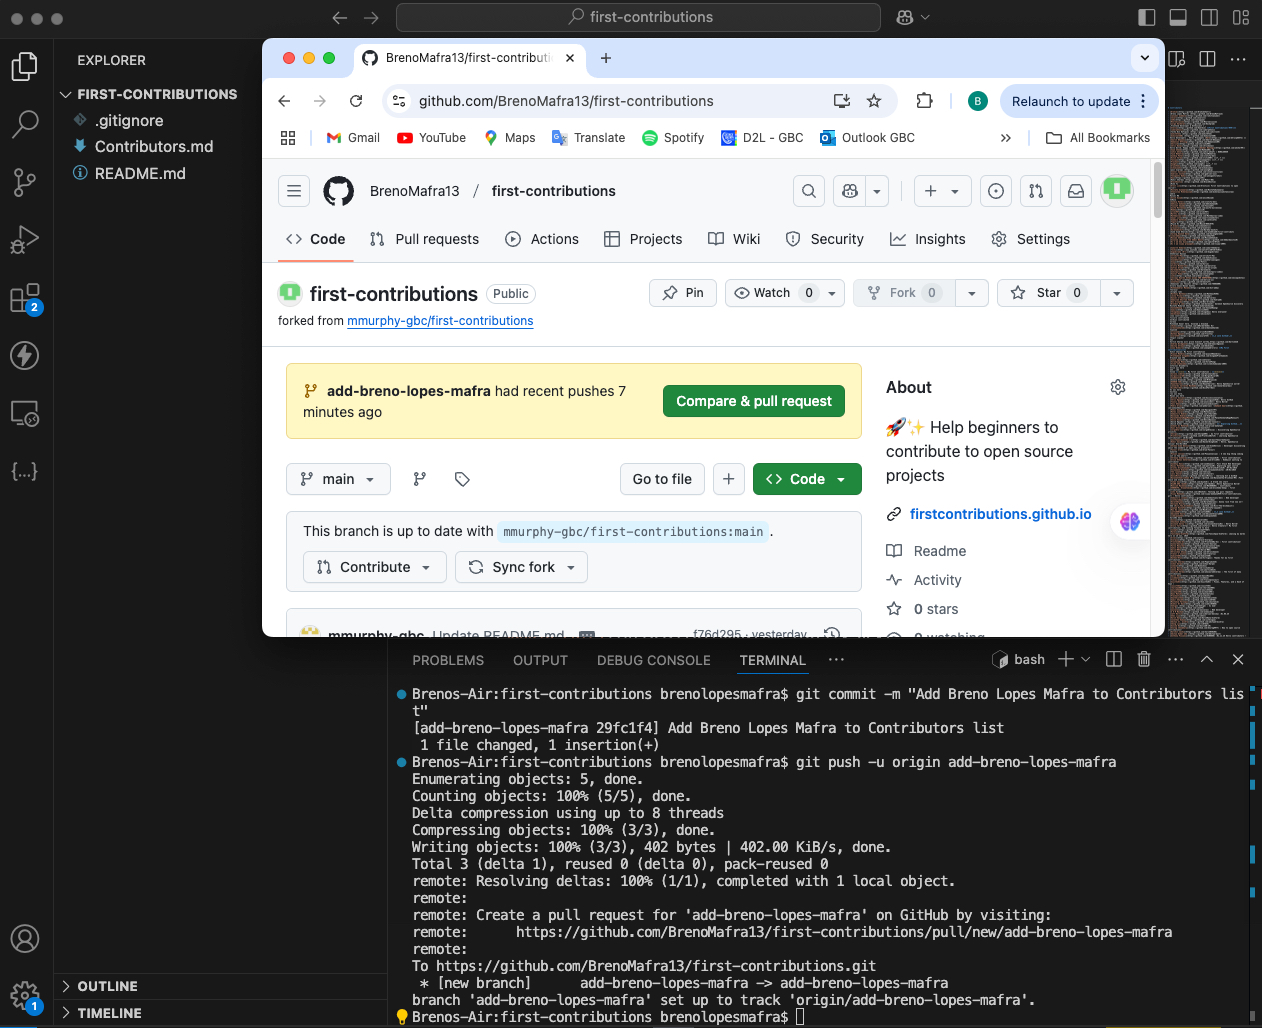 first-contributions
EXPLORER
FIRST-CONTRIBUTIONS
.gitignore
Contributors.md
README.md
2
1
OUTLINE
TIMELINE
BrenoMafra13/first-contributi
github.com/BrenoMafra13/first-contributions
B
Relaunch to update
Gmail
YouTube
Maps
Translate
Spotify
D2L - GBC
Outlook GBC
»
All Bookmarks
BrenoMafra13 / first-contributions
Code
Pull requests
Actions
Projects
Wiki
Security
Insights
Settings
first-contributions Public
Pin
Watch 0
Fork 0
Star 0
forked from mmurphy-gbc/first-contributions
add-breno-lopes-mafra had recent pushes 7
minutes ago
Compare & pull request
main
Go to file
Code
This branch is up to date with mmurphy-gbc/first-contributions:main .
Contribute
Sync fork
mmurphy-gbc Update README.md
f76d295 · yesterday
About
🚀✨ Help beginners to
contribute to open source
projects
firstcontributions.github.io
Readme
Activity
0 stars
0 watching
PROBLEMS
OUTPUT
DEBUG CONSOLE
TERMINAL
bash
Brenos-Air:first-contributions brenolopesmafra$ git commit -m "Add Breno Lopes Mafra to Contributors lis
t"
[add-breno-lopes-mafra 29fc1f4] Add Breno Lopes Mafra to Contributors list
1 file changed, 1 insertion(+)
Brenos-Air:first-contributions brenolopesmafra$ git push -u origin add-breno-lopes-mafra
Enumerating objects: 5, done.
Counting objects: 100% (5/5), done.
Delta compression using up to 8 threads
Compressing objects: 100% (3/3), done.
Writing objects: 100% (3/3), 402 bytes | 402.00 KiB/s, done.
Total 3 (delta 1), reused 0 (delta 0), pack-reused 0
remote: Resolving deltas: 100% (1/1), completed with 1 local object.
remote:
remote: Create a pull request for 'add-breno-lopes-mafra' on GitHub by visiting:
remote:      https://github.com/BrenoMafra13/first-contributions/pull/new/add-breno-lopes-mafra
remote:
To https://github.com/BrenoMafra13/first-contributions.git
* [new branch]      add-breno-lopes-mafra -> add-breno-lopes-mafra
branch 'add-breno-lopes-mafra' set up to track 'origin/add-breno-lopes-mafra'.
Brenos-Air:first-contributions brenolopesmafra$